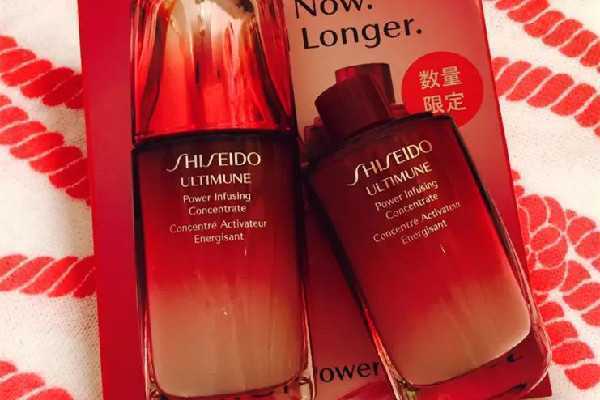 Now.
Longer.
数量
限定
SHISEIDO
ULTIMUNE
Power Infusing
Concentrate
Concentré Activateur
Energisant
SHISEIDO
ULTIMUNE
Power Infusing
Concentrate
Concentré Activateur
Energisant
Power